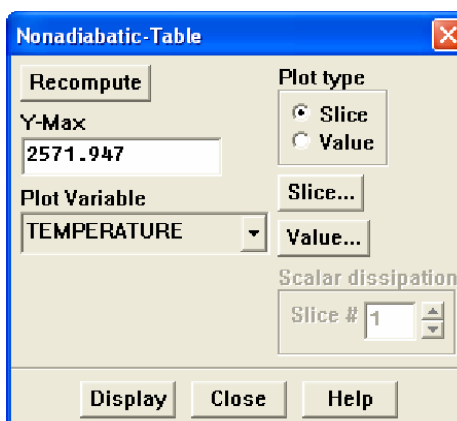 Nonadiabatic-Table
Recompute
Plot type
Slice
Value
Y-Max
2571.947
Plot Variable
TEMPERATURE
Slice...
Value...
Scalar dissipation
Slice # 1
Display Close Help